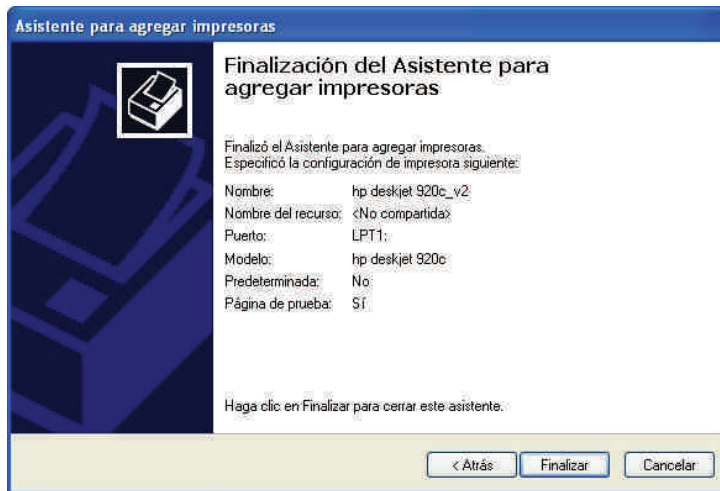 Asistente para agregar impresoras
Finalización del Asistente para
agregar impresoras
Finalizó el Asistente para agregar impresoras.
Especificó la configuración de impresora siguiente:
Nombre: hp deskjet 920c_v2
Nombre del recurso: <No compartida>
Puerto: LPT1:
Modelo: hp deskjet 920c
Predeterminada: No
Página de prueba: Sí
Haga clic en Finalizar para cerrar este asistente.
< Atrás Finalizar Cancelar